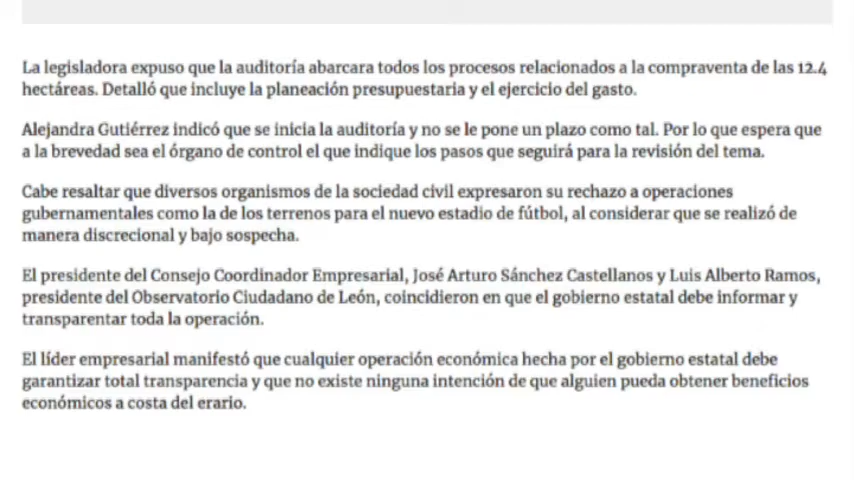 La legisladora expuso que la auditoría abarcara todos los procesos relacionados a la compraventa de las 12.4
hectáreas. Detalló que incluye la planeación presupuestaria y el ejercicio del gasto.
Alejandra Gutiérrez indicó que se inicia la auditoría y no se le pone un plazo como tal. Por lo que espera que
a la brevedad sea el órgano de control el que indique los pasos que seguirá para la revisión del tema.
Cabe resaltar que diversos organismos de la sociedad civil expresaron su rechazo a operaciones
gubernamentales como la de los terrenos para el nuevo estadio de fútbol, al considerar que se realizó de
manera discrecional y bajo sospecha.
El presidente del Consejo Coordinador Empresarial, José Arturo Sánchez Castellanos y Luis Alberto Ramos,
presidente del Observatorio Ciudadano de León, coincidieron en que el gobierno estatal debe informar y
transparentar toda la operación.
El líder empresarial manifestó que cualquier operación económica hecha por el gobierno estatal debe
garantizar total transparencia y que no existe ninguna intención de que alguien pueda obtener beneficios
económicos a costa del erario.